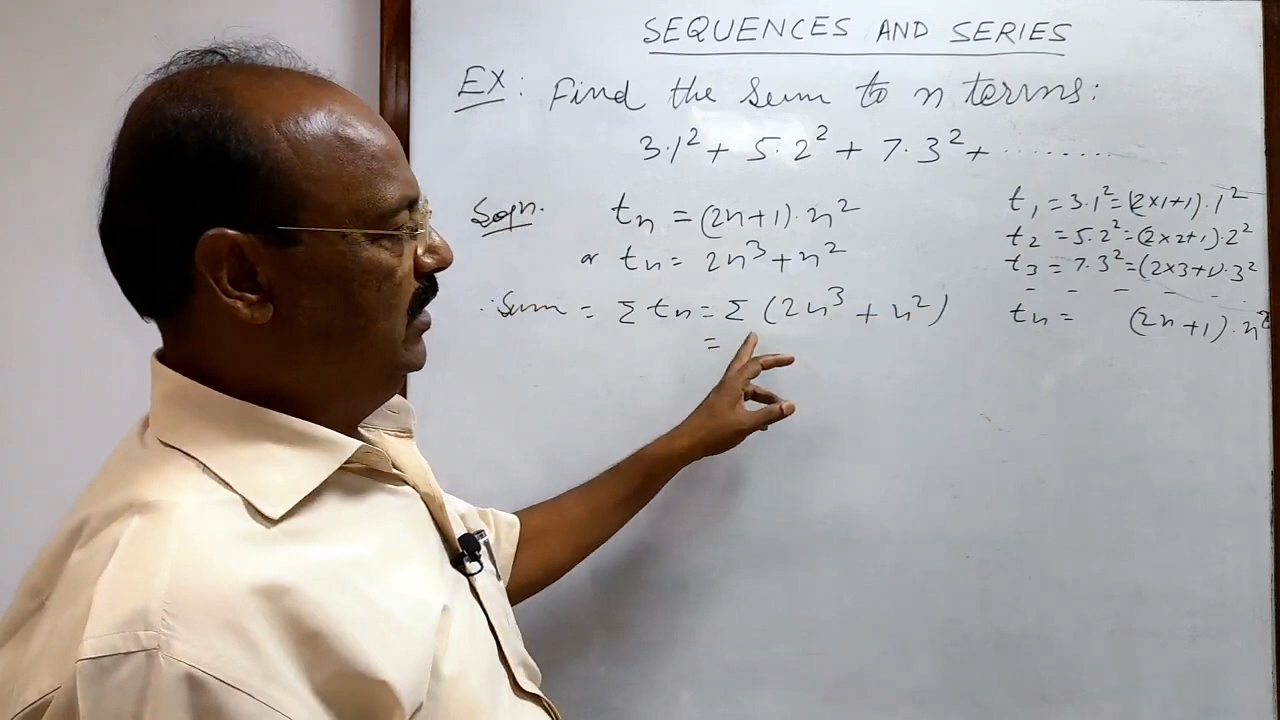 SEQUENCES AND SERIES
EX: Find the sum to n terms:
3·1² + 5·2² + 7·3² + ········
Soln. tₙ = (2n+1)·n²
or tₙ = 2n³ + n²
∴ Sum = Σ tₙ = Σ (2n³ + n²)
=
t₁ = 3·1² = (2×1+1)·1²
t₂ = 5·2² = (2×2+1)·2²
t₃ = 7·3² = (2×3+1)·3²
- - - - - -
tₙ = (2n+1)·n²